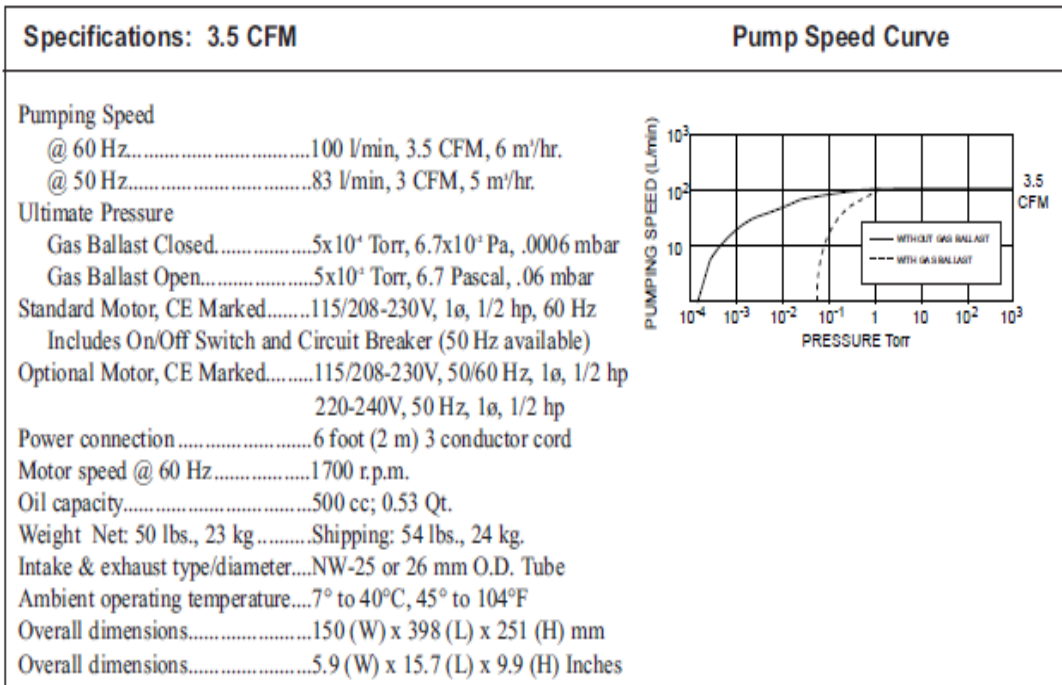 Specifications: 3.5 CFM
Pump Speed Curve
Pumping Speed
@ 60 Hz................................100 l/min, 3.5 CFM, 6 m³/hr.
@ 50 Hz................................83 l/min, 3 CFM, 5 m³/hr.
Ultimate Pressure
Gas Ballast Closed.................5x10⁻⁴ Torr, 6.7x10⁻² Pa, .0006 mbar
Gas Ballast Open...................5x10⁻² Torr, 6.7 Pascal, .06 mbar
Standard Motor, CE Marked........115/208-230V, 1ø, 1/2 hp, 60 Hz
Includes On/Off Switch and Circuit Breaker (50 Hz available)
Optional Motor, CE Marked.........115/208-230V, 50/60 Hz, 1ø, 1/2 hp
220-240V, 50 Hz, 1ø, 1/2 hp
Power connection .......................6 foot (2 m) 3 conductor cord
Motor speed @ 60 Hz.................1700 r.p.m.
Oil capacity................................500 cc; 0.53 Qt.
Weight Net: 50 lbs., 23 kg ..........Shipping: 54 lbs., 24 kg.
Intake & exhaust type/diameter....NW-25 or 26 mm O.D. Tube
Ambient operating temperature....7° to 40°C, 45° to 104°F
Overall dimensions.....................150 (W) x 398 (L) x 251 (H) mm
Overall dimensions.....................5.9 (W) x 15.7 (L) x 9.9 (H) Inches
PUMPING SPEED (L/min)
10³
10²
10
3.5
CFM
WITHOUT GAS BALLAST
WITH GAS BALLAST
10⁻⁴ 10⁻³ 10⁻² 10⁻¹ 1 10 10² 10³
PRESSURE Torr